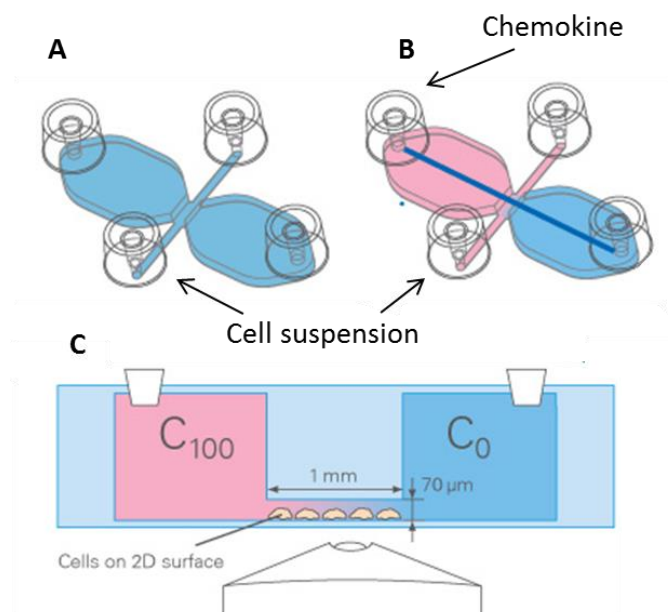 Chemokine
A
B
Cell suspension
C
C100
C0
1 mm
70 µm
Cells on 2D surface